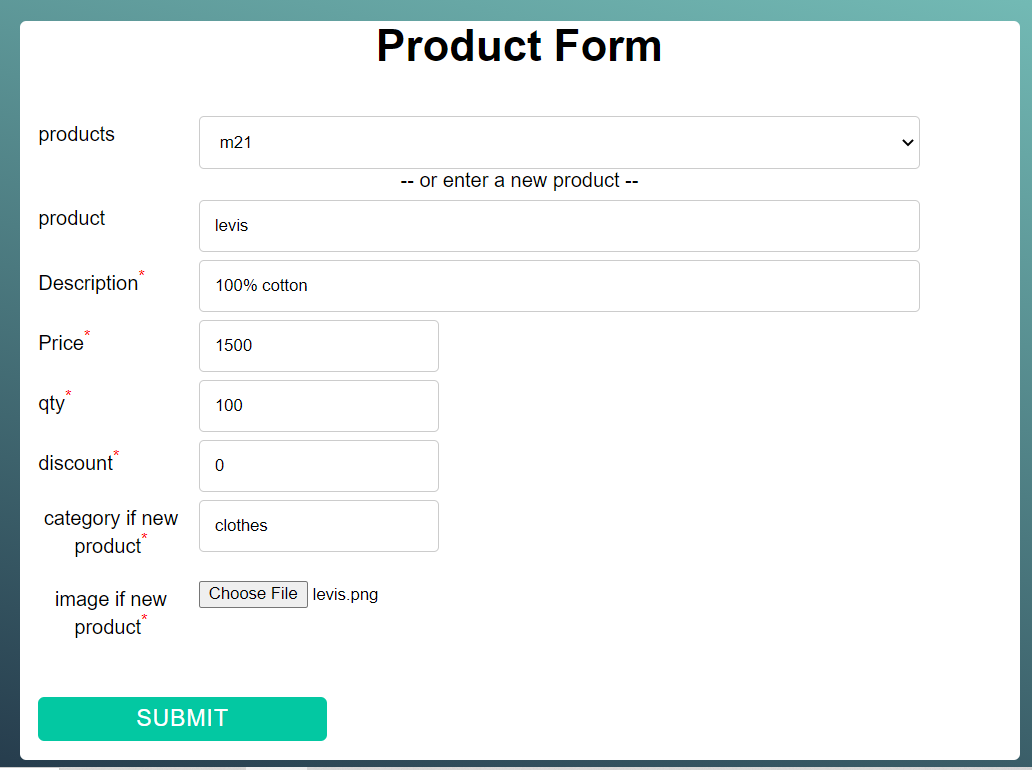 Product Form
products
m21
-- or enter a new product --
product
levis
Description*
100% cotton
Price*
1500
qty*
100
discount*
0
category if new
product*
clothes
image if new
product*
Choose File levis.png
SUBMIT